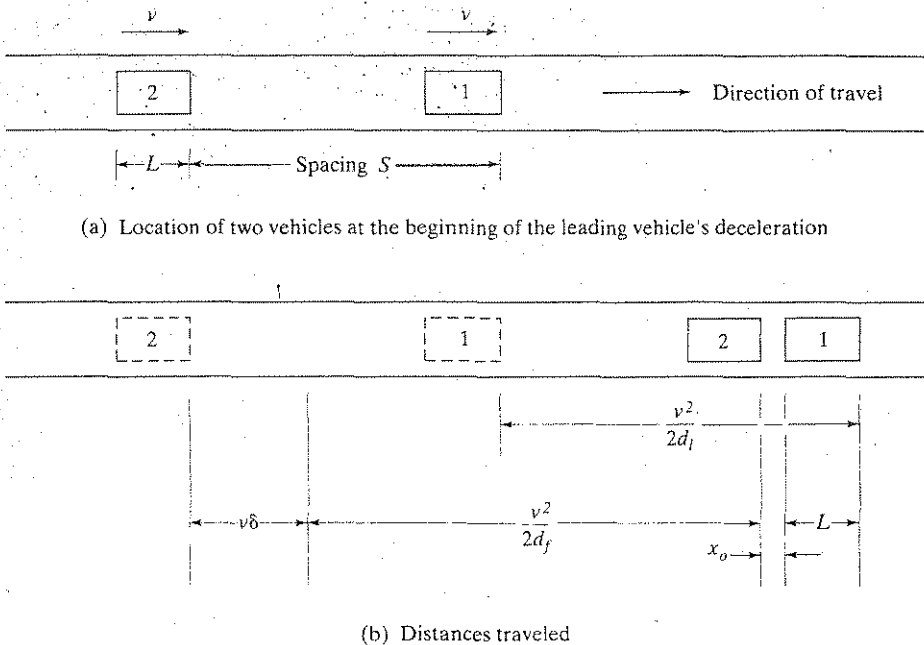 v v
2 1 Direction of travel
L Spacing S
(a) Location of two vehicles at the beginning of the leading vehicle's deceleration
2 1 2 1
v²
2d_l
vδ v² L
2d_f
x_o
(b) Distances traveled